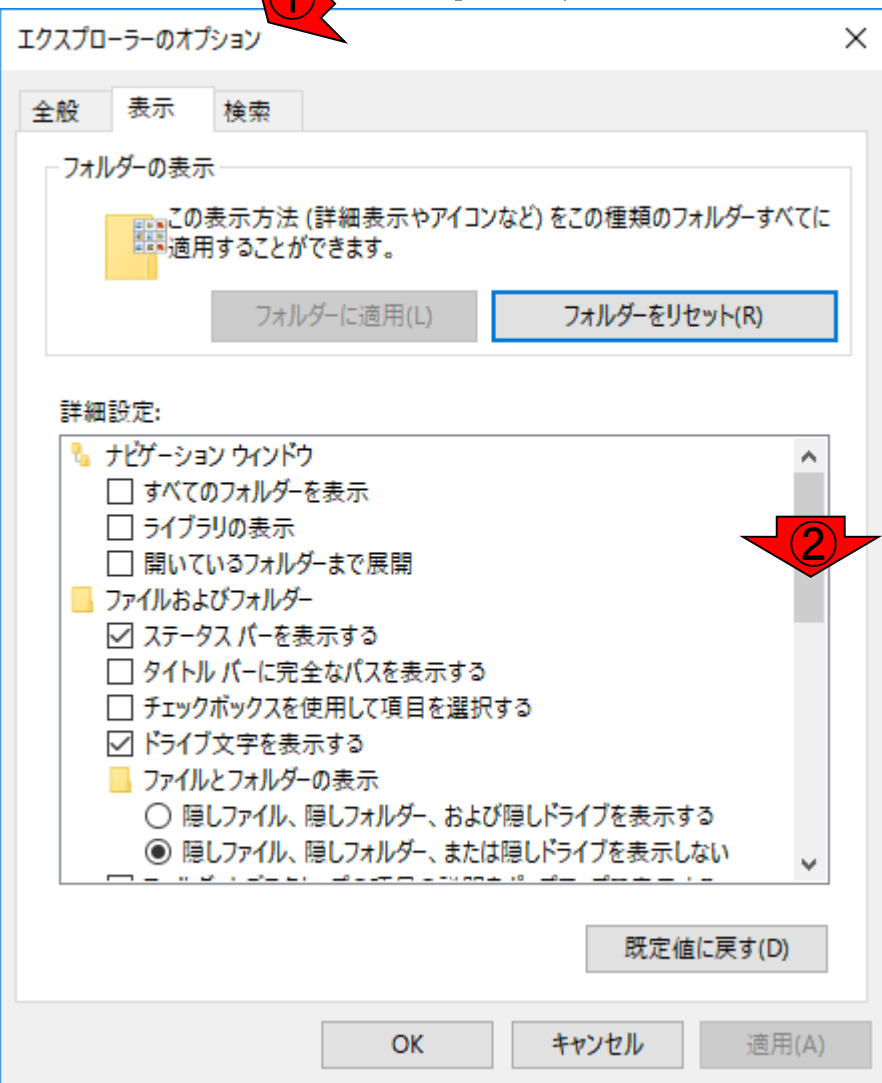 ①
エクスプローラーのオプション
全般 表示 検索
フォルダーの表示
この表示方法 (詳細表示やアイコンなど) をこの種類のフォルダーすべてに
適用することができます。
フォルダーに適用(L) フォルダーをリセット(R)
詳細設定:
ナビゲーション ウィンドウ
すべてのフォルダーを表示
ライブラリの表示
開いているフォルダーまで展開
②
ファイルおよびフォルダー
ステータス バーを表示する
タイトル バーに完全なパスを表示する
チェックボックスを使用して項目を選択する
ドライブ文字を表示する
ファイルとフォルダーの表示
隠しファイル、隠しフォルダー、および隠しドライブを表示する
隠しファイル、隠しフォルダー、または隠しドライブを表示しない
既定値に戻す(D)
OK キャンセル 適用(A)